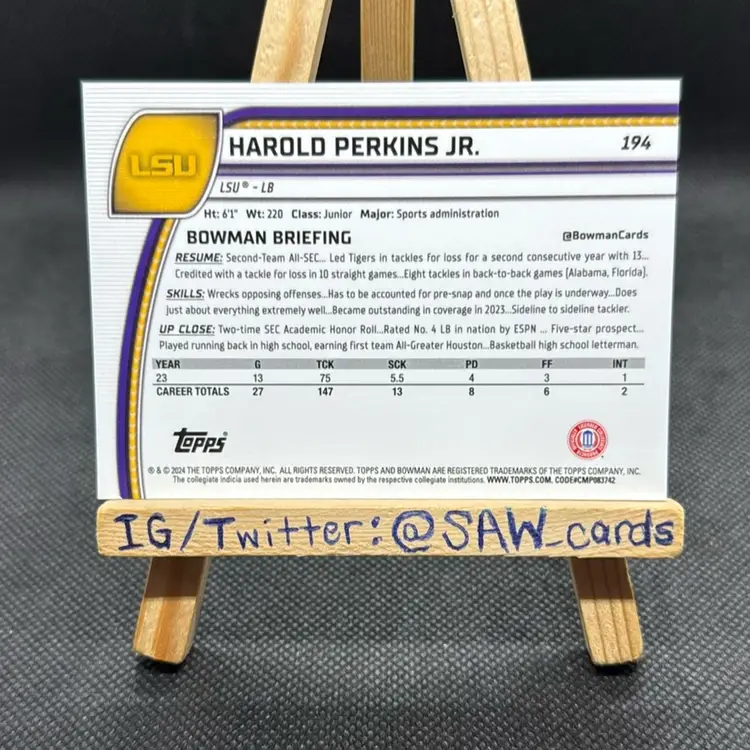 LSU
HAROLD PERKINS JR.
194
LSU® - LB
Ht: 6'1" Wt: 220 Class: Junior Major: Sports administration
BOWMAN BRIEFING
@BowmanCards
RESUME: Second-Team All-SEC... Led Tigers in tackles for loss for a second consecutive year with 13...
Credited with a tackle for loss in 10 straight games...Eight tackles in back-to-back games (Alabama, Florida).
SKILLS: Wrecks opposing offenses...Has to be accounted for pre-snap and once the play is underway...Does
just about everything extremely well...Became outstanding in coverage in 2023...Sideline to sideline tackler.
UP CLOSE: Two-time SEC Academic Honor Roll...Rated No. 4 LB in nation by ESPN ... Five-star prospect...
Played running back in high school, earning first team All-Greater Houston...Basketball high school letterman.
YEAR G TCK SCK PD FF INT
23 13 75 5.5 4 3 1
CAREER TOTALS 27 147 13 8 6 2
Topps®
® & © 2024 THE TOPPS COMPANY, INC. ALL RIGHTS RESERVED. TOPPS AND BOWMAN ARE REGISTERED TRADEMARKS OF THE TOPPS COMPANY, INC.
The collegiate indicia used herein are trademarks owned by the respective collegiate institutions. WWW.TOPPS.COM. CODE#CMP083742
IG/Twitter: @SAW_cards